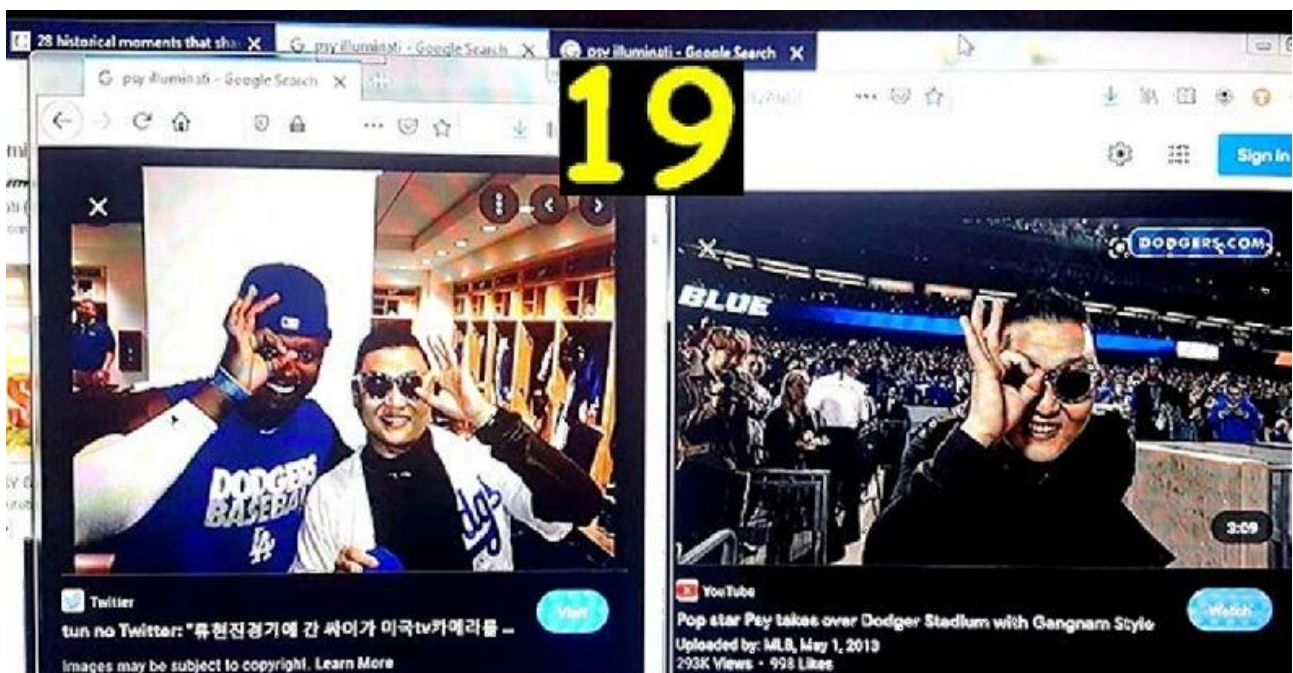 28 historical moments that sha
psy illuminati - Google Search
psy illuminati - Google Search
psy illuminati - Google Search
19
Sign in
DODGERS.COM
BLUE
DODGERS
BASEBALL
LA
3:09
Twitter
Visit
tun no Twitter: "류현진경기에 간 싸이가 미국tv카메라를 ...
Images may be subject to copyright. Learn More
YouTube
Watch
Pop star Psy takes over Dodger Stadium with Gangnam Style
Uploaded by: MLB, May 1, 2013
293K Views · 998 Likes